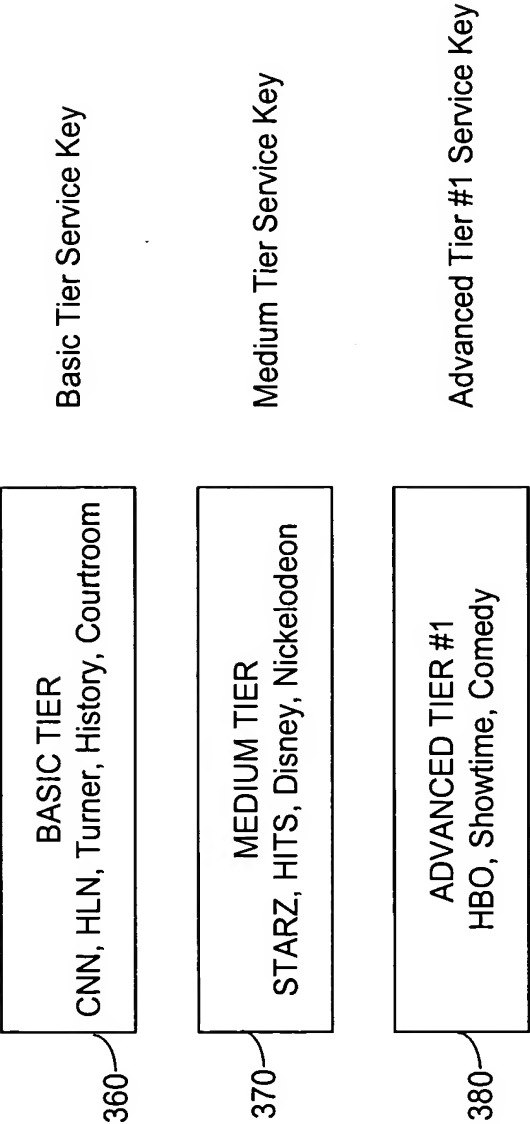 BASIC TIER
CNN, HLN, Turner, History, Courtroom
Basic Tier Service Key
360
MEDIUM TIER
STARZ, HITS, Disney, Nickelodeon
Medium Tier Service Key
370
ADVANCED TIER #1
HBO, Showtime, Comedy
Advanced Tier #1 Service Key
380